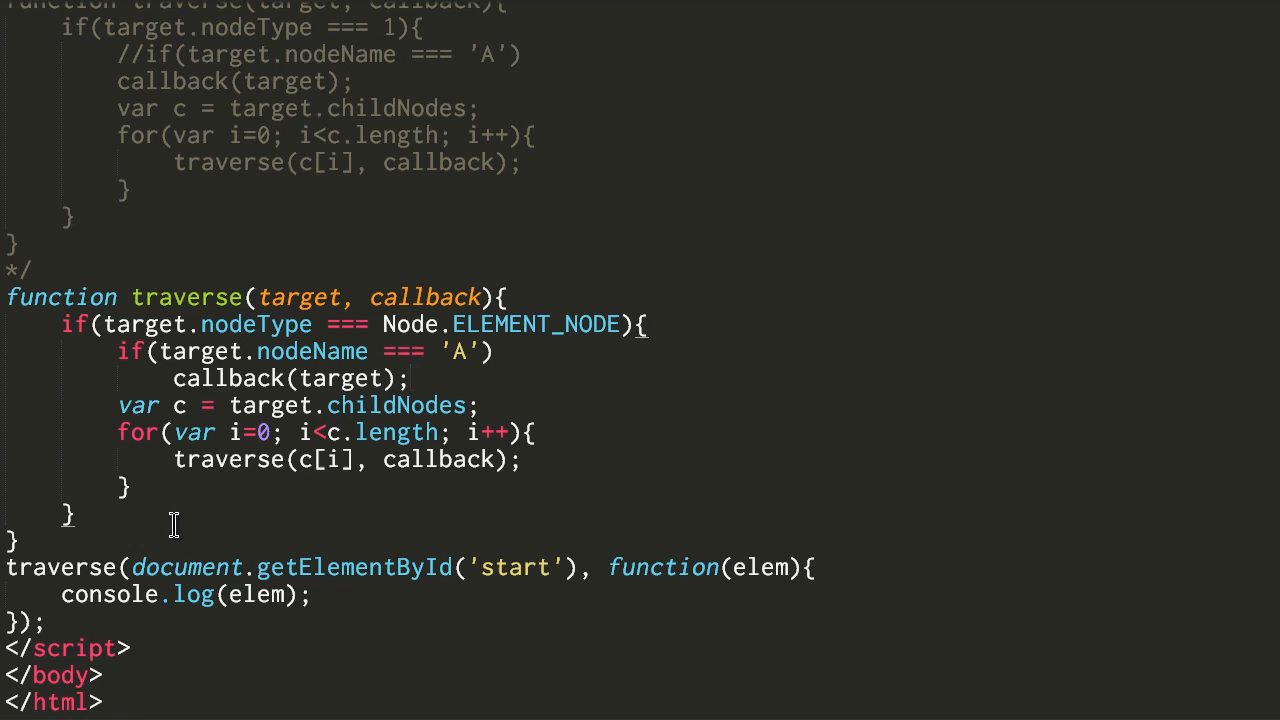 function traverse(target, callback){
    if(target.nodeType === 1){
        //if(target.nodeName === 'A')
        callback(target);
        var c = target.childNodes;
        for(var i=0; i<c.length; i++){
            traverse(c[i], callback);
        }
    }
}
*/
function traverse(target, callback){
    if(target.nodeType === Node.ELEMENT_NODE){
        if(target.nodeName === 'A')
            callback(target);
        var c = target.childNodes;
        for(var i=0; i<c.length; i++){
            traverse(c[i], callback);
        }
    }
}
traverse(document.getElementById('start'), function(elem){
    console.log(elem);
});
</script>
</body>
</html>